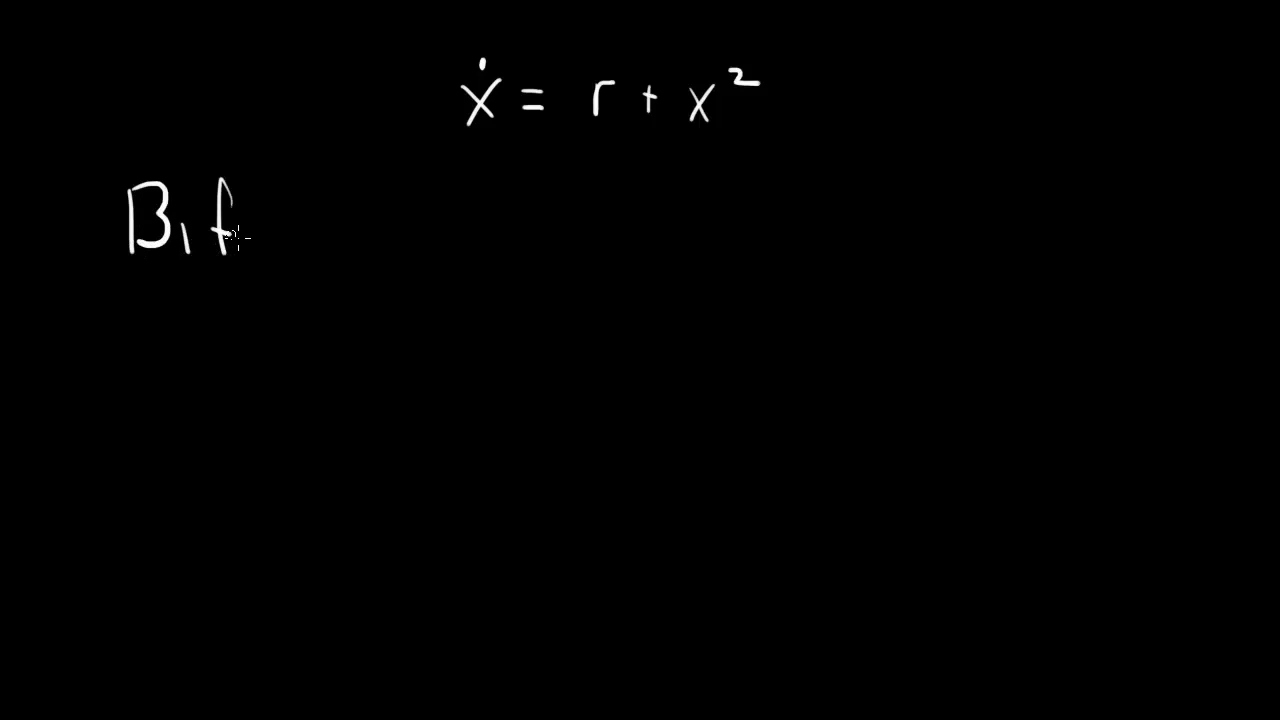 ẋ = r + x²
Bif